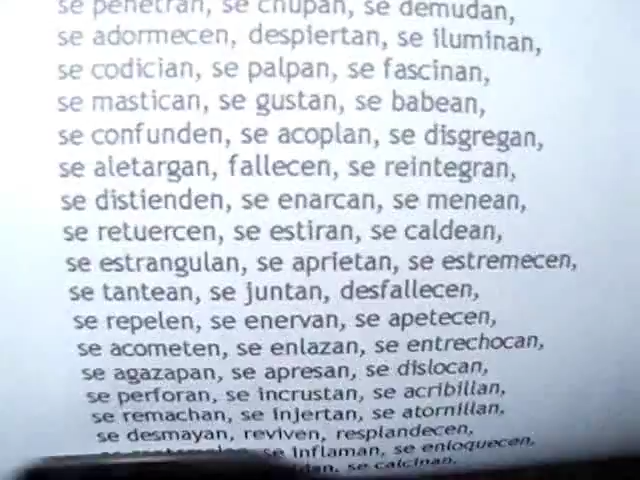 se penetran, se chupan, se demudan,
se adormecen, despiertan, se iluminan,
se codician, se palpan, se fascinan,
se mastican, se gustan, se babean,
se confunden, se acoplan, se disgregan,
se aletargan, fallecen, se reintegran,
se distienden, se enarcan, se menean,
se retuercen, se estiran, se caldean,
se estrangulan, se aprietan, se estremecen,
se tantean, se juntan, desfallecen,
se repelen, se enervan, se apetecen,
se acometen, se enlazan, se entrechocan,
se agazapan, se apresan, se dislocan,
se perforan, se incrustan, se acribillan,
se remachan, se injertan, se atornillan,
se desmayan, reviven, resplandecen,
se inflaman, se enloquecen,
se calcinan,